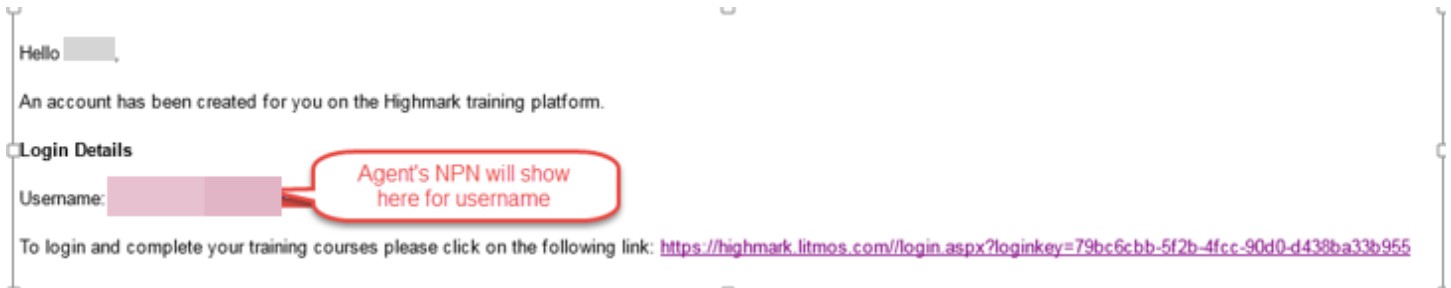 Hello ,
An account has been created for you on the Highmark training platform.
Login Details
Username:
Agent's NPN will show
here for username
To login and complete your training courses please click on the following link: https://highmark.litmos.com//login.aspx?loginkey=79bc6cbb-5f2b-4fcc-90d0-d438ba33b955